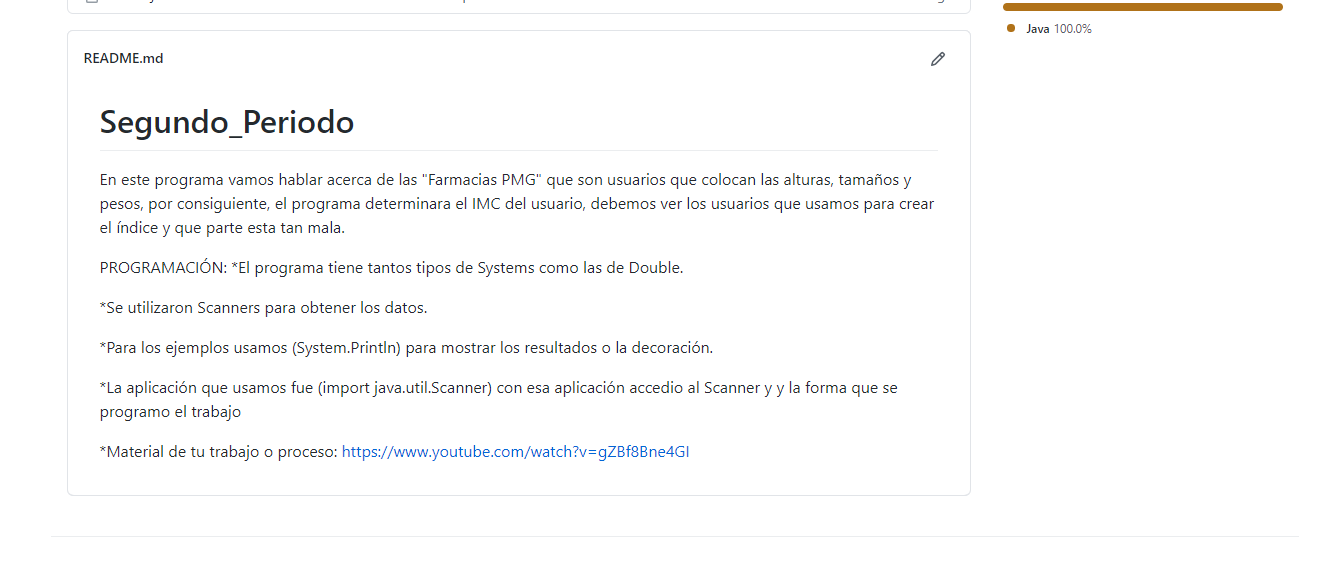 Java 100.0%
README.md
Segundo_Periodo
En este programa vamos hablar acerca de las "Farmacias PMG" que son usuarios que colocan las alturas, tamaños y
pesos, por consiguiente, el programa determinara el IMC del usuario, debemos ver los usuarios que usamos para crear
el índice y que parte esta tan mala.
PROGRAMACIÓN: *El programa tiene tantos tipos de Systems como las de Double.
*Se utilizaron Scanners para obtener los datos.
*Para los ejemplos usamos (System.Println) para mostrar los resultados o la decoración.
*La aplicación que usamos fue (import java.util.Scanner) con esa aplicación accedio al Scanner y y la forma que se
programo el trabajo
*Material de tu trabajo o proceso: https://www.youtube.com/watch?v=gZBf8Bne4GI